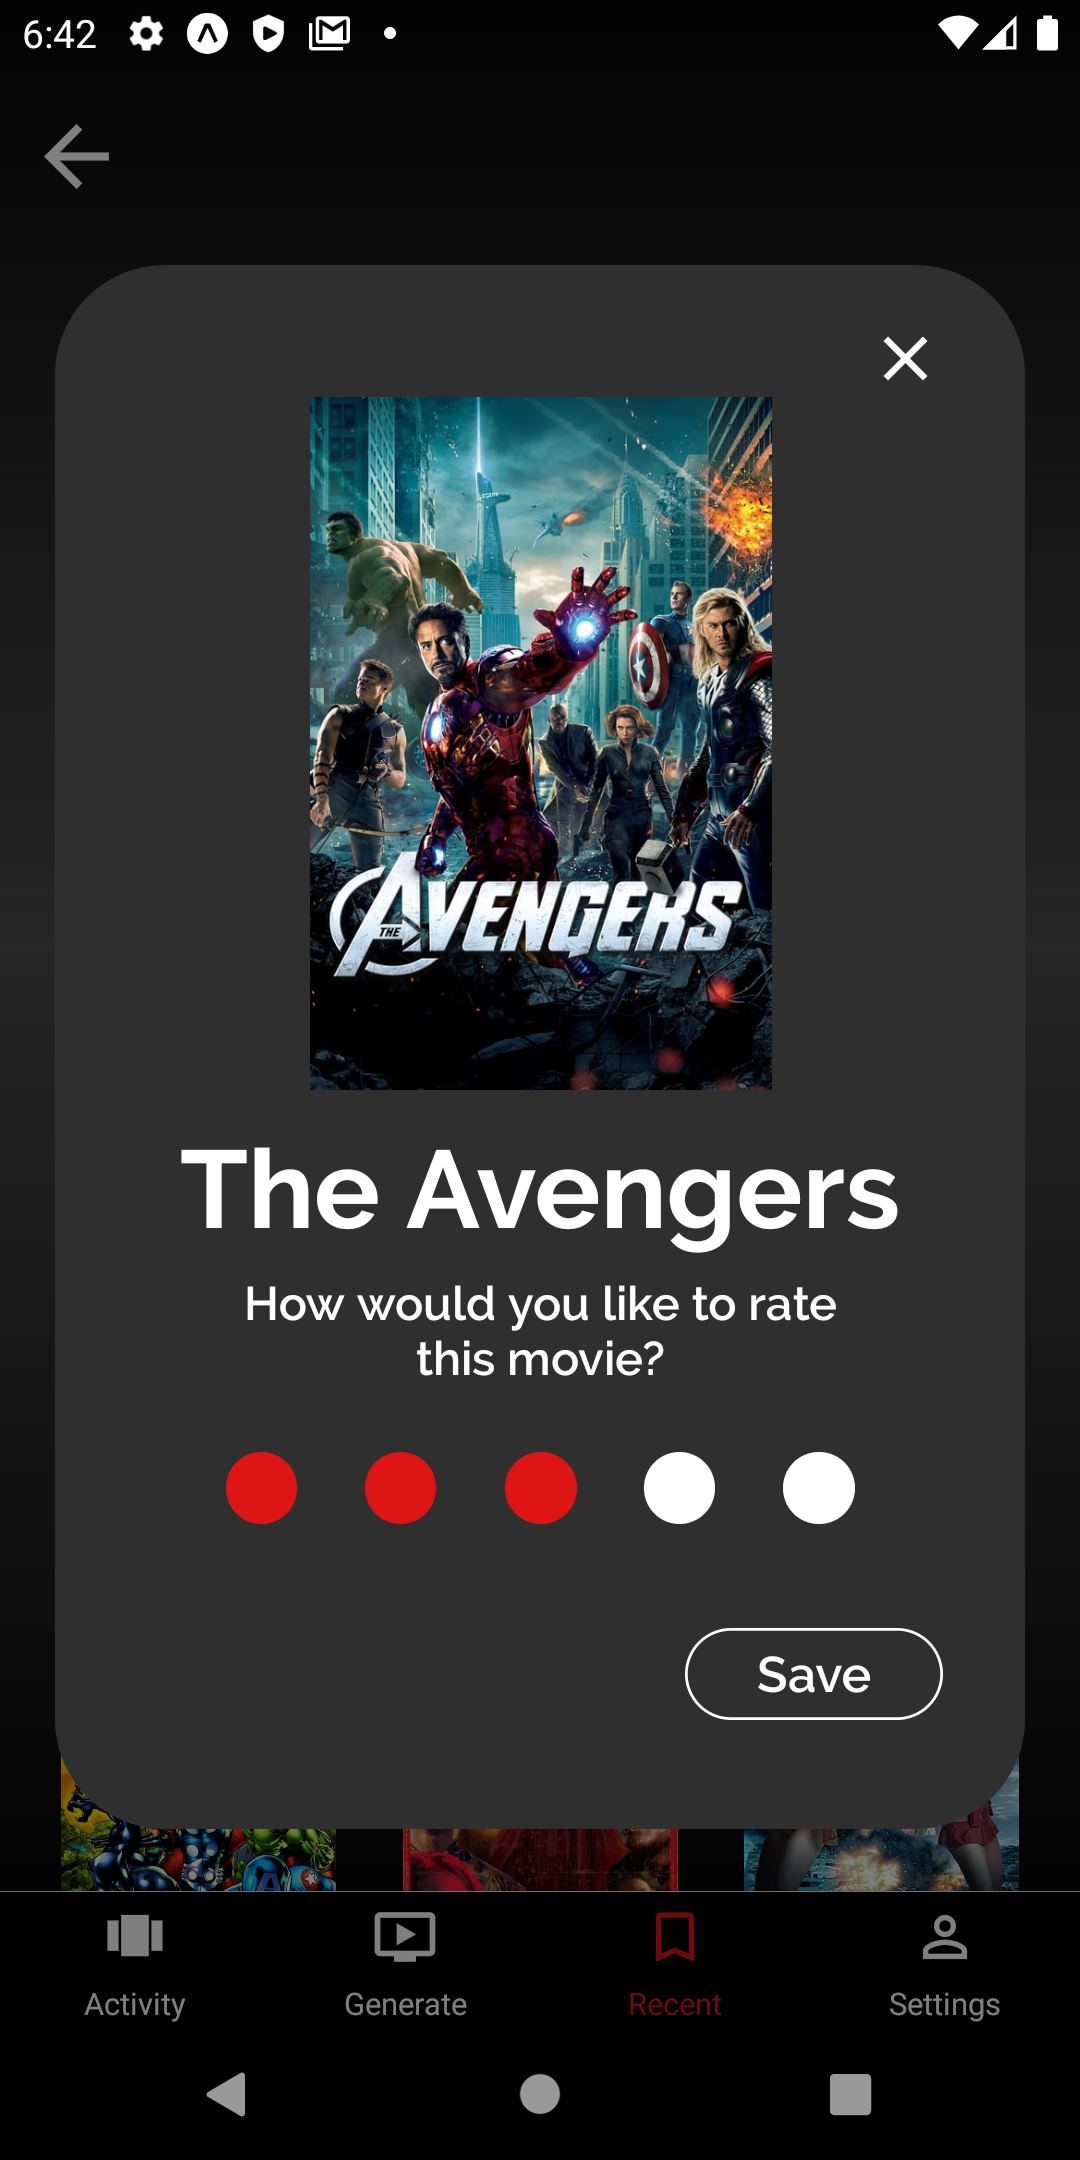 6:42
THE AVENGERS
The Avengers
How would you like to rate
this movie?
Save
Activity
Generate
Recent
Settings